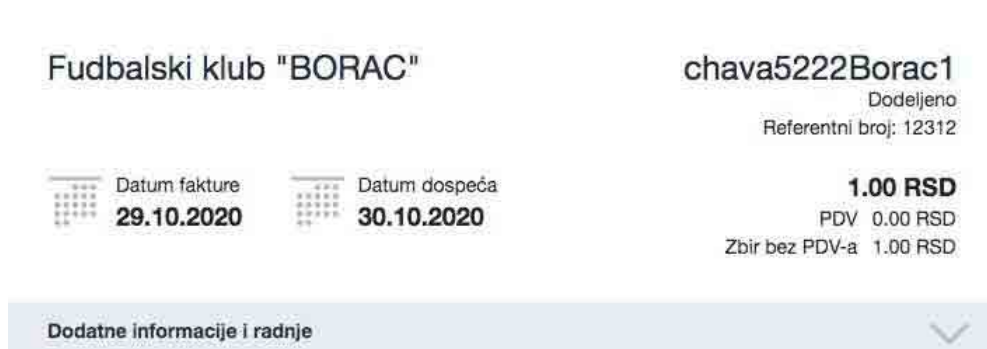 Fudbalski klub "BORAC"
chava5222Borac1
Dodeljeno
Referentni broj: 12312
Datum fakture
29.10.2020
Datum dospeća
30.10.2020
1.00 RSD
PDV 0.00 RSD
Zbir bez PDV-a 1.00 RSD
Dodatne informacije i radnje